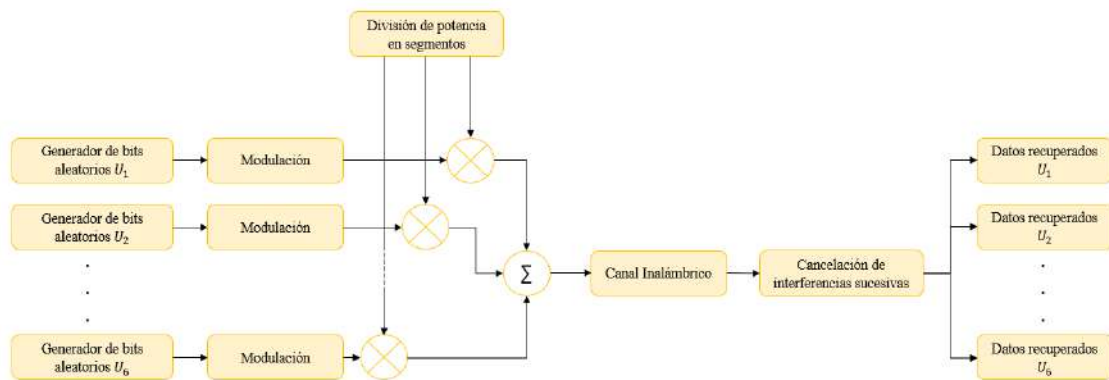 División de potencia
en segmentos
Generador de bits
aleatorios U₁
Modulación
Datos recuperados
U₁
Generador de bits
aleatorios U₂
Modulación
Datos recuperados
U₂
Σ
Canal Inalámbrico
Cancelación de
interferencias sucesivas
Generador de bits
aleatorios U₆
Modulación
Datos recuperados
U₆